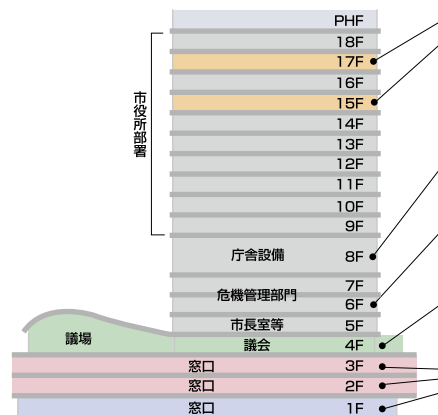 PHF
18F
17F
16F
15F
14F
13F
12F
11F
10F
9F
市役所部署
庁舎設備 8F
7F
危機管理部門
6F
市長室等 5F
議場 議会 4F
窓口 3F
窓口 2F
窓口 1F